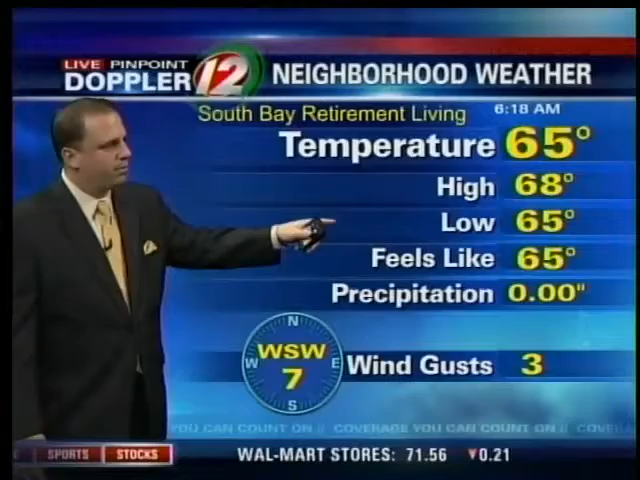 LIVE PINPOINT
DOPPLER 12 NEIGHBORHOOD WEATHER
South Bay Retirement Living 6:18 AM
Temperature 65°
High 68°
Low 65°
Feels Like 65°
Precipitation 0.00"
N
W WSW E
7
S
Wind Gusts 3
YOU CAN COUNT ON COVERAGE YOU CAN COUNT ON COVER
SPORTS STOCKS WAL-MART STORES: 71.56 ▼0.21